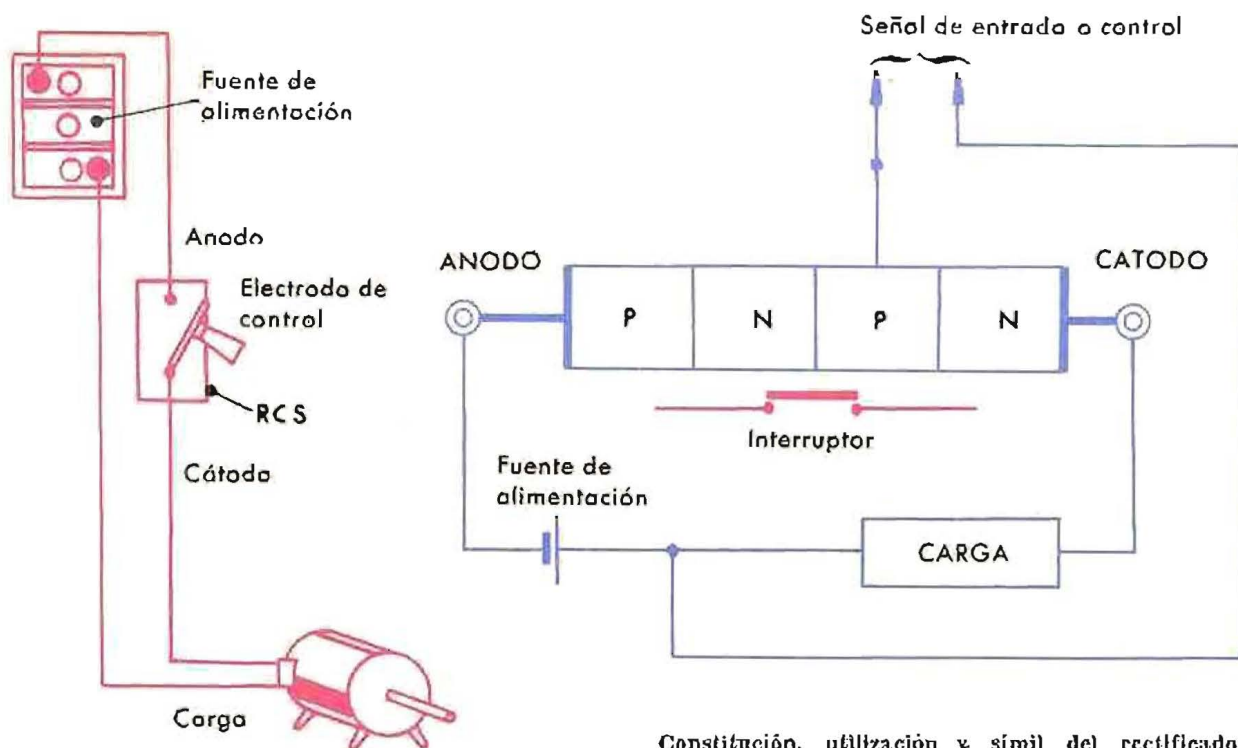 Señal de entrada o control
Fuente de
alimentación
Anodo
Electrodo de
control
RCS
Cátodo
Carga
ANODO
CATODO
P
N
P
N
Interruptor
Fuente de
alimentación
CARGA
Constitución, utilización y símil del rectificado